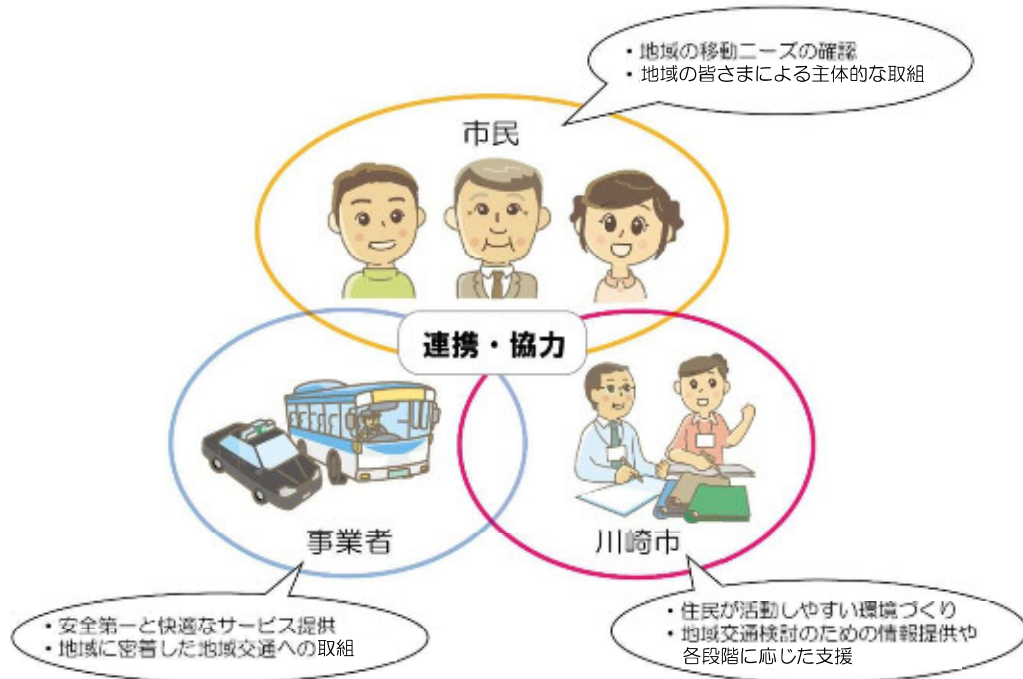 ・地域の移動ニーズの確認
・地域の皆さまによる主体的な取組
市民
連携・協力
事業者
川崎市
・安全第一と快適なサービス提供
・地域に密着した地域交通への取組
・住民が活動しやすい環境づくり
・地域交通検討のための情報提供や
各段階に応じた支援